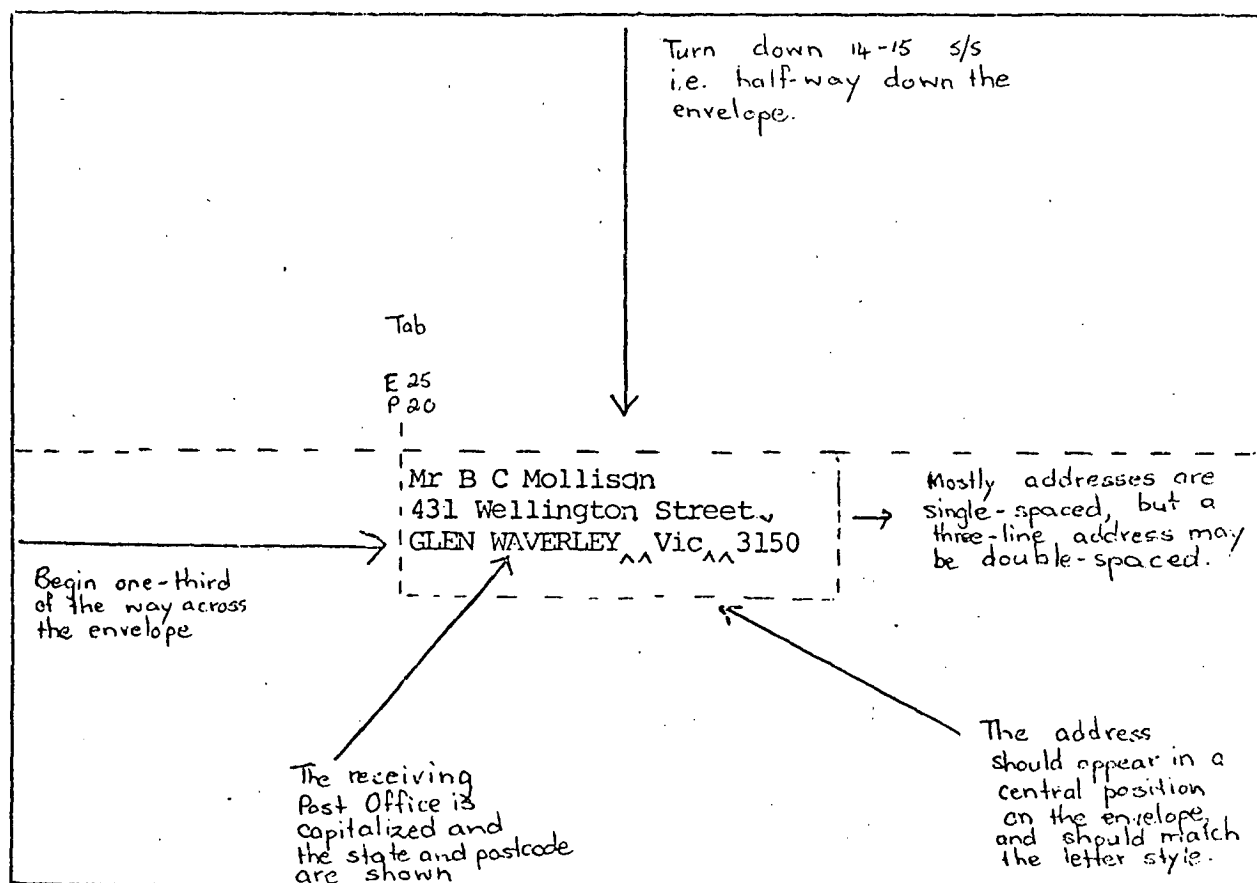 Turn down 14-15 s/s
i.e. half-way down the
envelope.
Tab
E 25
P 20
Mr B C Mollison
431 Wellington Street
GLEN WAVERLEY ^^ Vic ^^ 3150
Mostly addresses are
single-spaced, but a
three-line address may
be double-spaced.
Begin one-third
of the way across
the envelope
The receiving
Post Office is
capitalized and
the state and postcode
are shown
The address
should appear in a
central position
on the envelope,
and should match
the letter style.